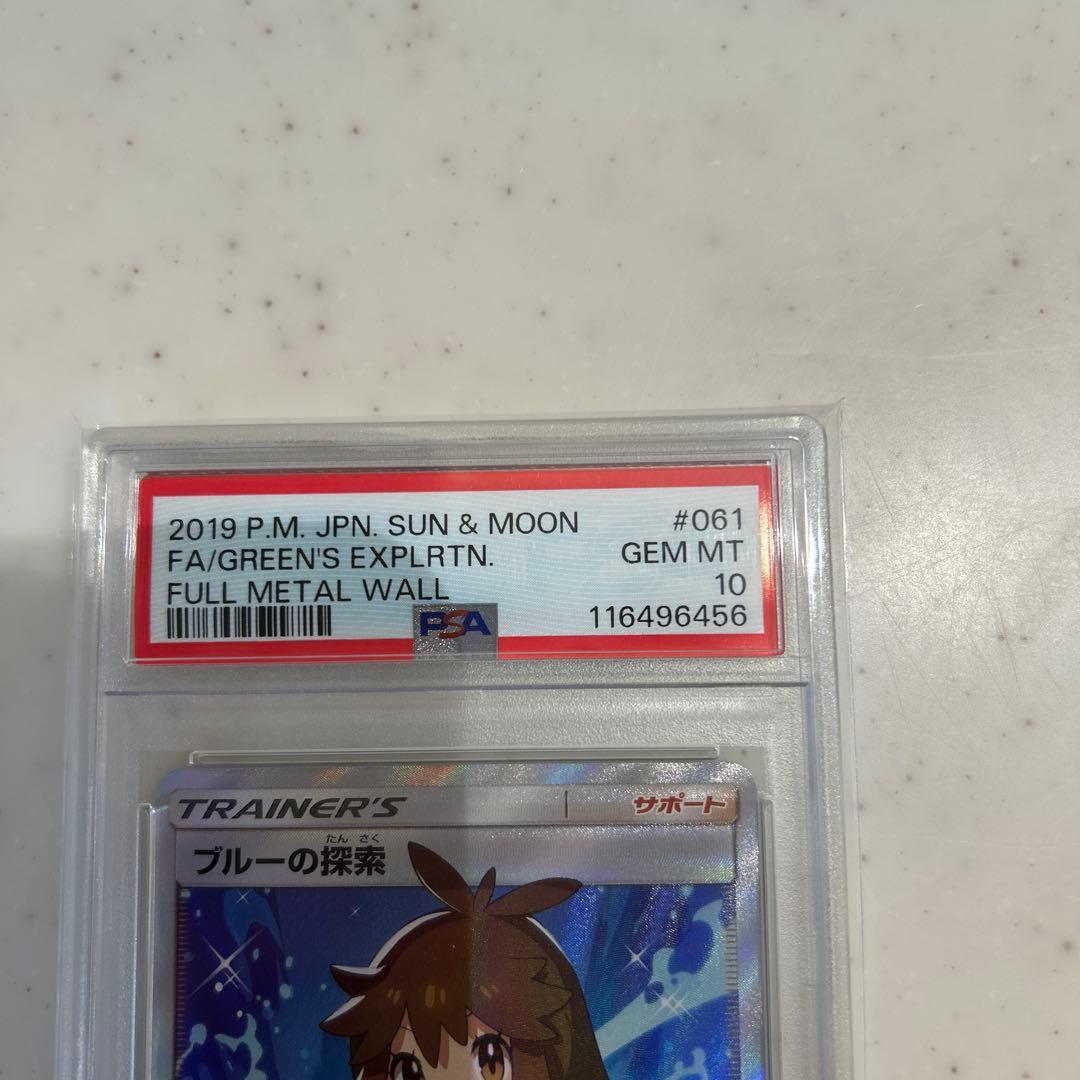 2019 P.M. JPN. SUN & MOON #061
FA/GREEN'S EXPLRTN. GEM MT
FULL METAL WALL 10
PSA 116496456
TRAINER'S サポート
たん さく
ブルーの探索